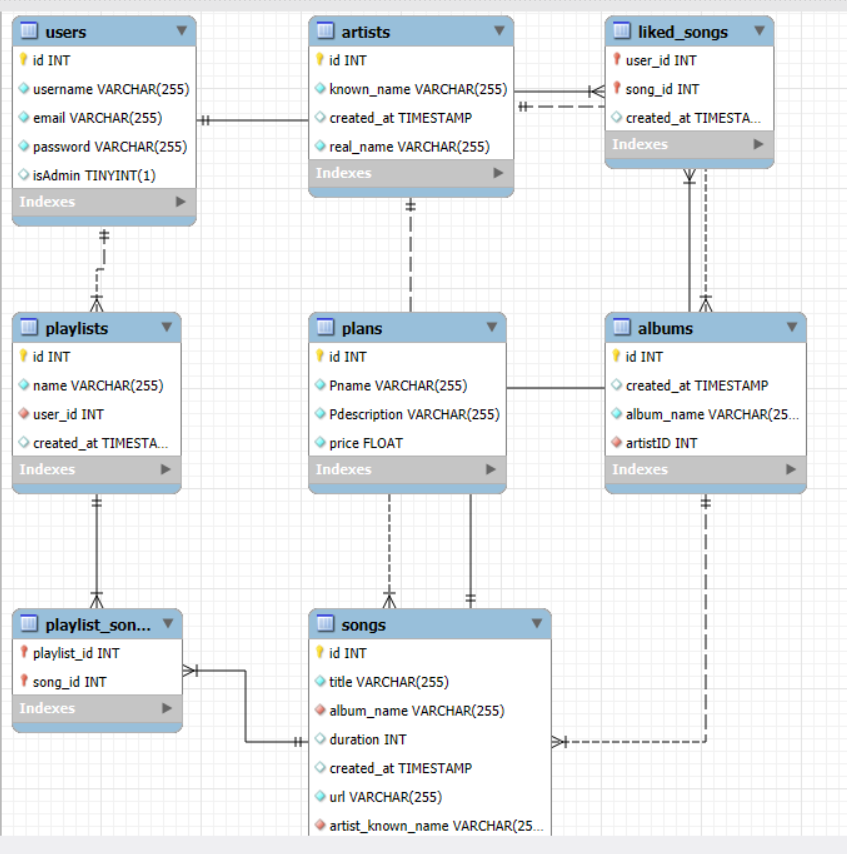 users
id INT
username VARCHAR(255)
email VARCHAR(255)
password VARCHAR(255)
isAdmin TINYINT(1)
Indexes
artists
id INT
known_name VARCHAR(255)
created_at TIMESTAMP
real_name VARCHAR(255)
Indexes
liked_songs
user_id INT
song_id INT
created_at TIMESTA...
Indexes
playlists
id INT
name VARCHAR(255)
user_id INT
created_at TIMESTA...
Indexes
plans
id INT
Pname VARCHAR(255)
Pdescription VARCHAR(255)
price FLOAT
Indexes
albums
id INT
created_at TIMESTAMP
album_name VARCHAR(25...
artistID INT
Indexes
playlist_son...
playlist_id INT
song_id INT
Indexes
songs
id INT
title VARCHAR(255)
album_name VARCHAR(255)
duration INT
created_at TIMESTAMP
url VARCHAR(255)
artist_known_name VARCHAR(25...